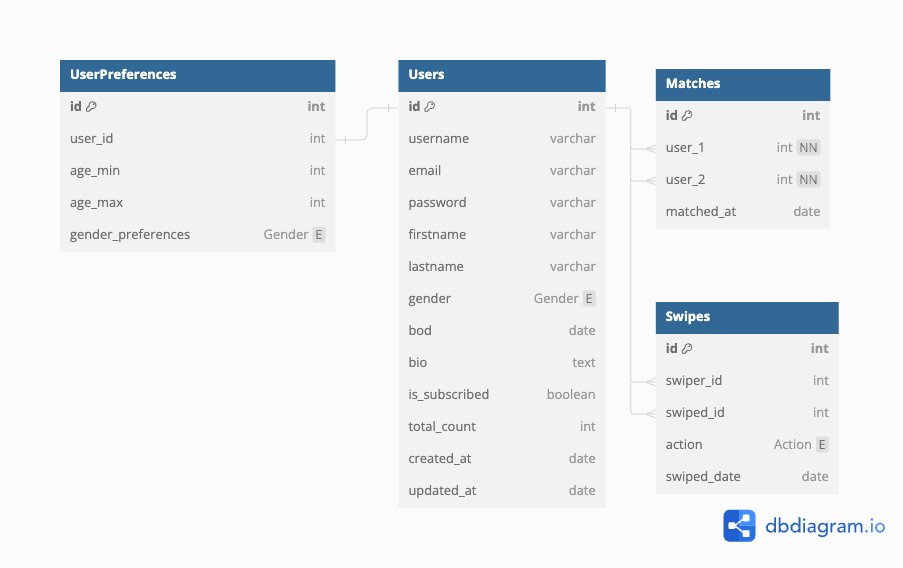 UserPreferences
id int
user_id int
age_min int
age_max int
gender_preferences Gender E
Users
id int
username varchar
email varchar
password varchar
firstname varchar
lastname varchar
gender Gender E
bod date
bio text
is_subscribed boolean
total_count int
created_at date
updated_at date
Matches
id int
user_1 int NN
user_2 int NN
matched_at date
Swipes
id int
swiper_id int
swiped_id int
action Action E
swiped_date date
dbdiagram.io